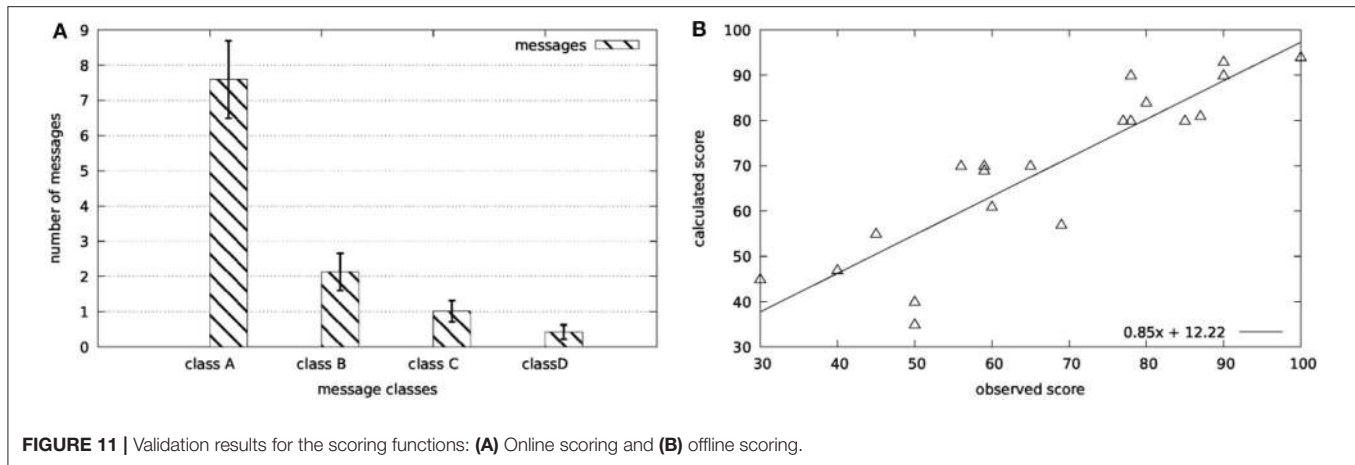 A
messages
9
8
7
6
5
4
3
2
1
0
number of messages
class A
class B
class C
classD
message classes
B
100
90
80
70
60
50
40
30
calculated score
0.85x + 12.22
30
40
50
60
70
80
90
100
observed score
FIGURE 11 | Validation results for the scoring functions: (A) Online scoring and (B) offline scoring.